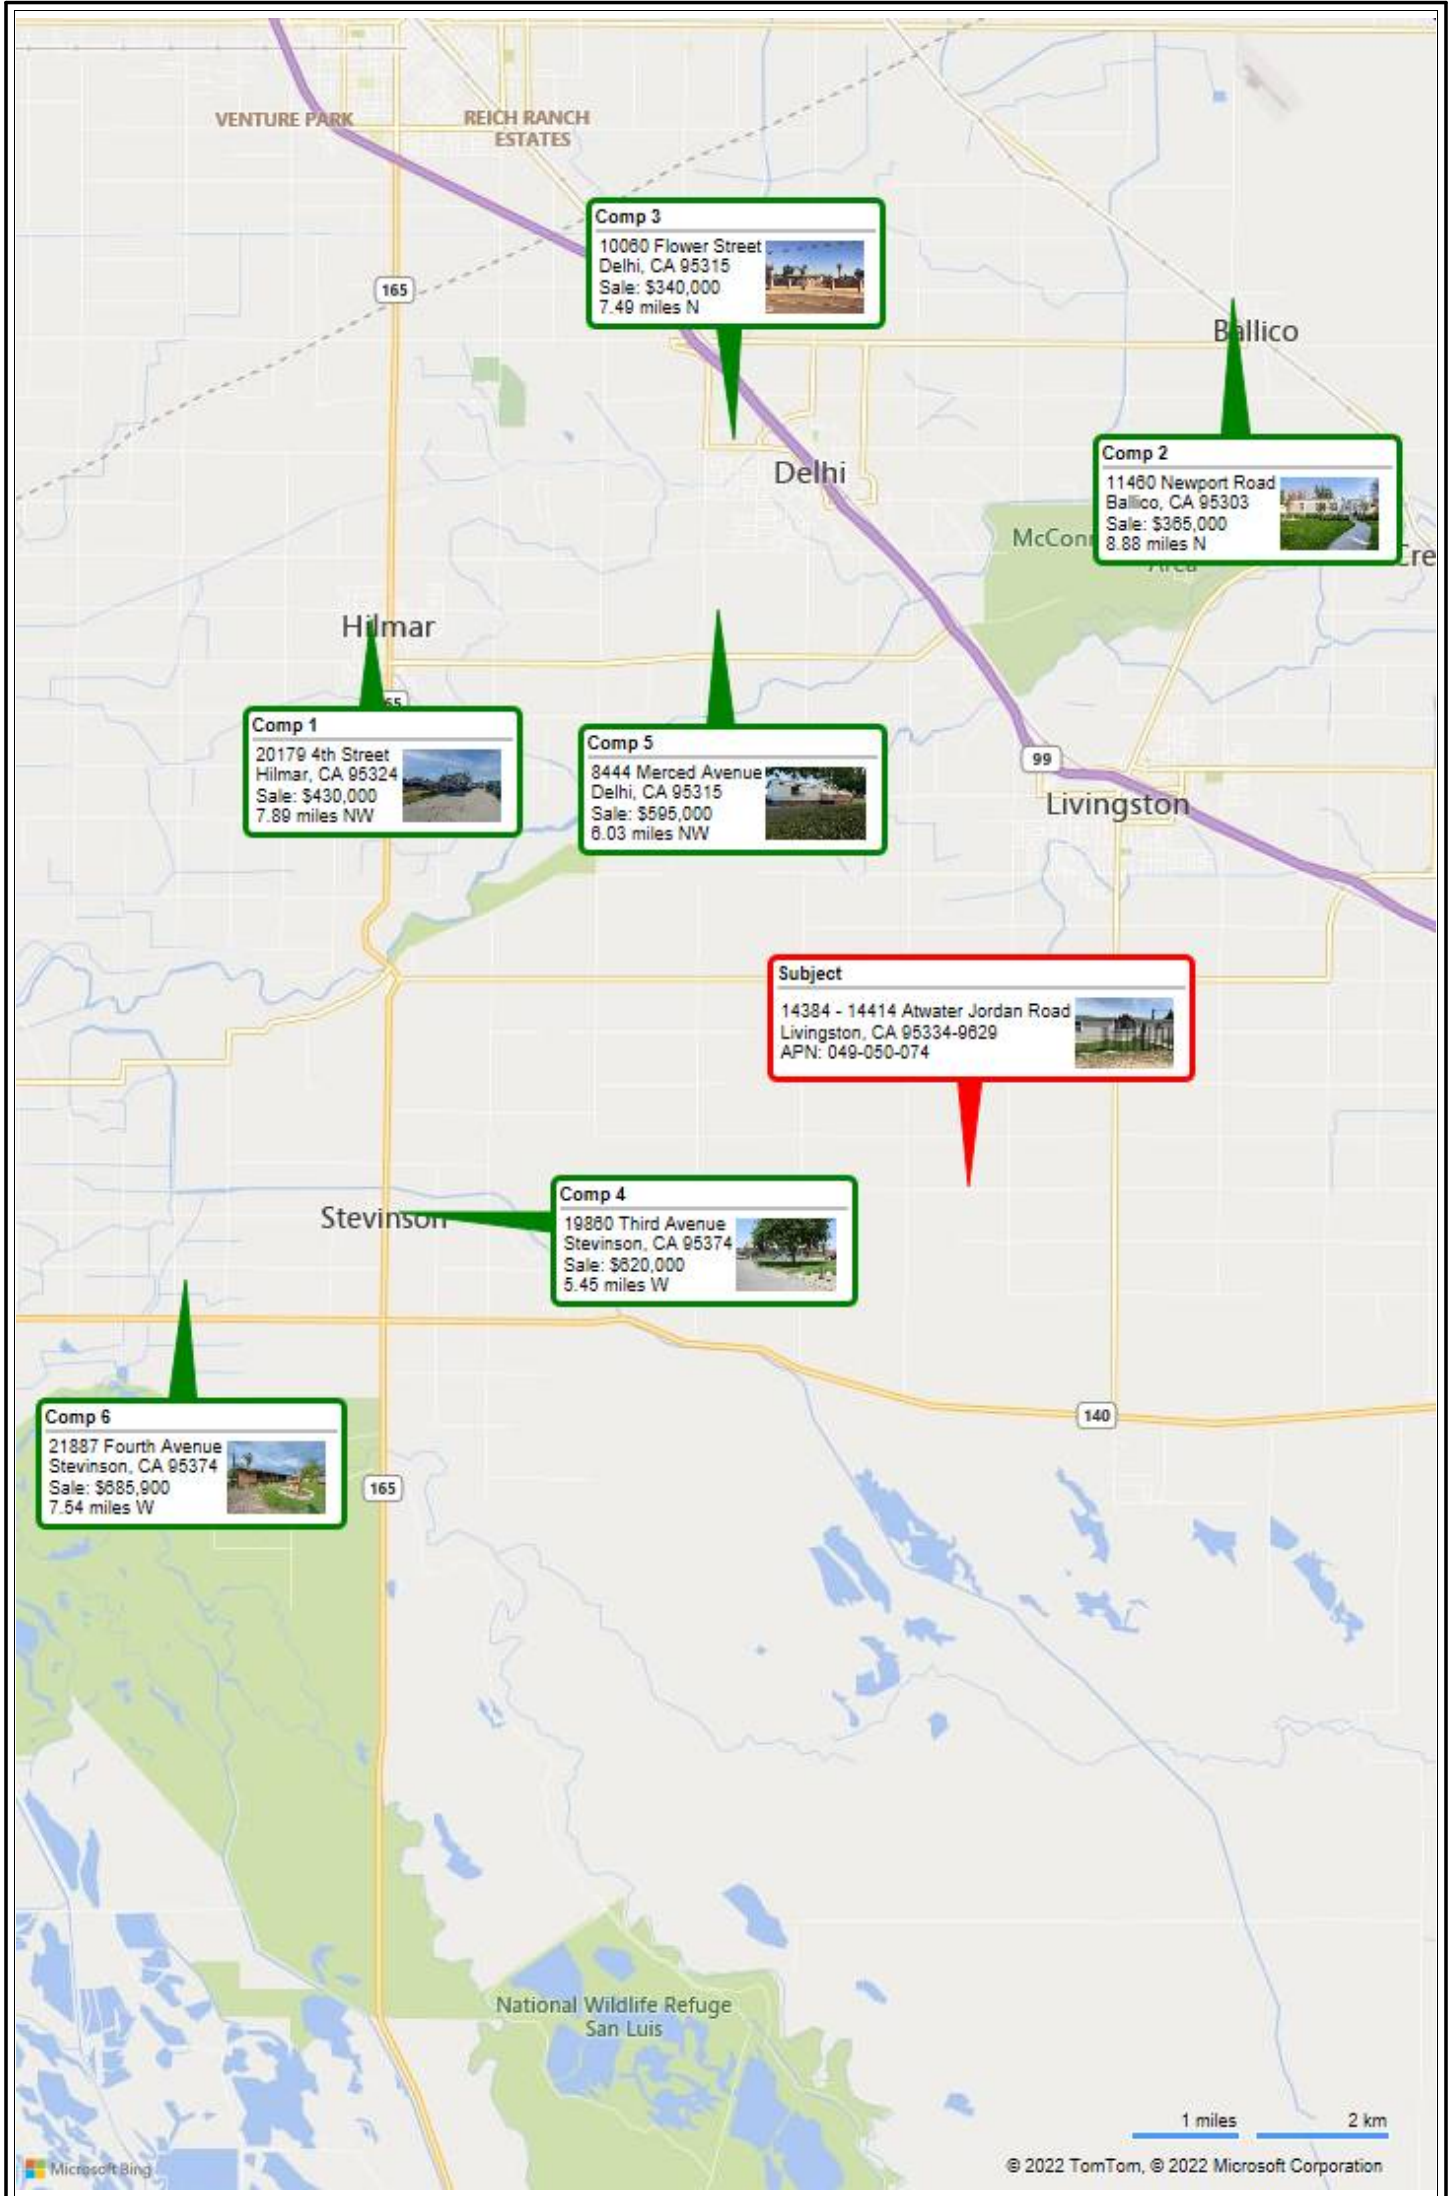 VENTURE PARK
REICH RANCH
ESTATES
Comp 3
10060 Flower Street
Delhi, CA 95315
Sale: $340,000
7.49 miles N
165
Ballico
Comp 2
11460 Newport Road
Ballico, CA 95303
Sale: $365,000
8.88 miles N
Delhi
Hilmar
Comp 1
20179 4th Street
Hilmar, CA 95324
Sale: $430,000
7.89 miles NW
Comp 5
8444 Merced Avenue
Delhi, CA 95315
Sale: $595,000
6.03 miles NW
99
Livingston
Subject
14384 - 14414 Atwater Jordan Road
Livingston, CA 95334-9629
APN: 049-050-074
Stevinson
Comp 4
19860 Third Avenue
Stevinson, CA 95374
Sale: $620,000
5.45 miles W
Comp 6
21887 Fourth Avenue
Stevinson, CA 95374
Sale: $685,900
7.54 miles W
140
165
National Wildlife Refuge
San Luis
1 miles 2 km
Microsoft Bing
© 2022 TomTom, © 2022 Microsoft Corporation